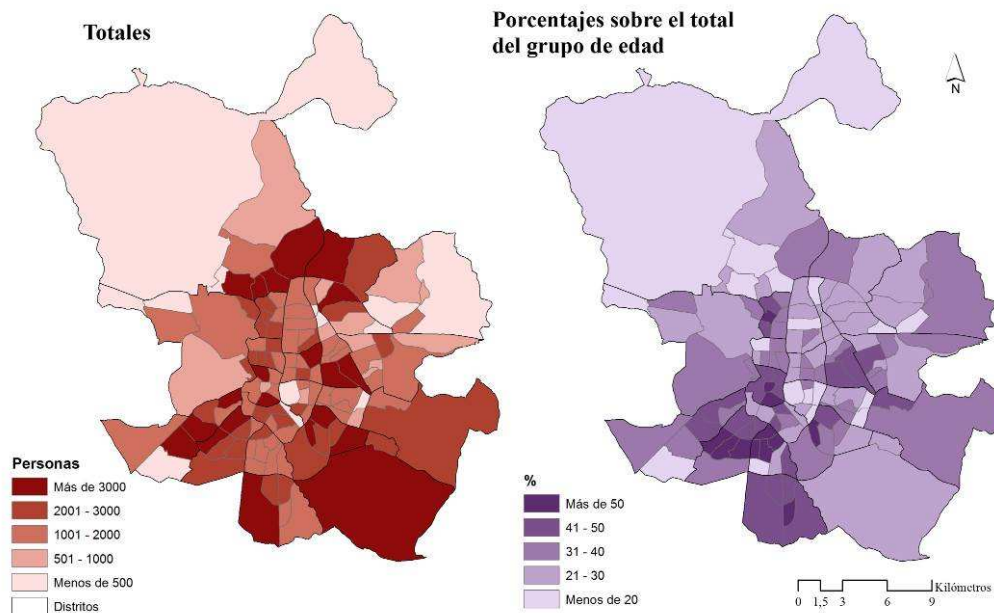 Totales
Porcentajes sobre el total
del grupo de edad
N
Personas
Más de 3000
2001 - 3000
1001 - 2000
501 - 1000
Menos de 500
Distritos
%
Más de 50
41 - 50
31 - 40
21 - 30
Menos de 20
Kilómetros
0 1,5 3 6 9